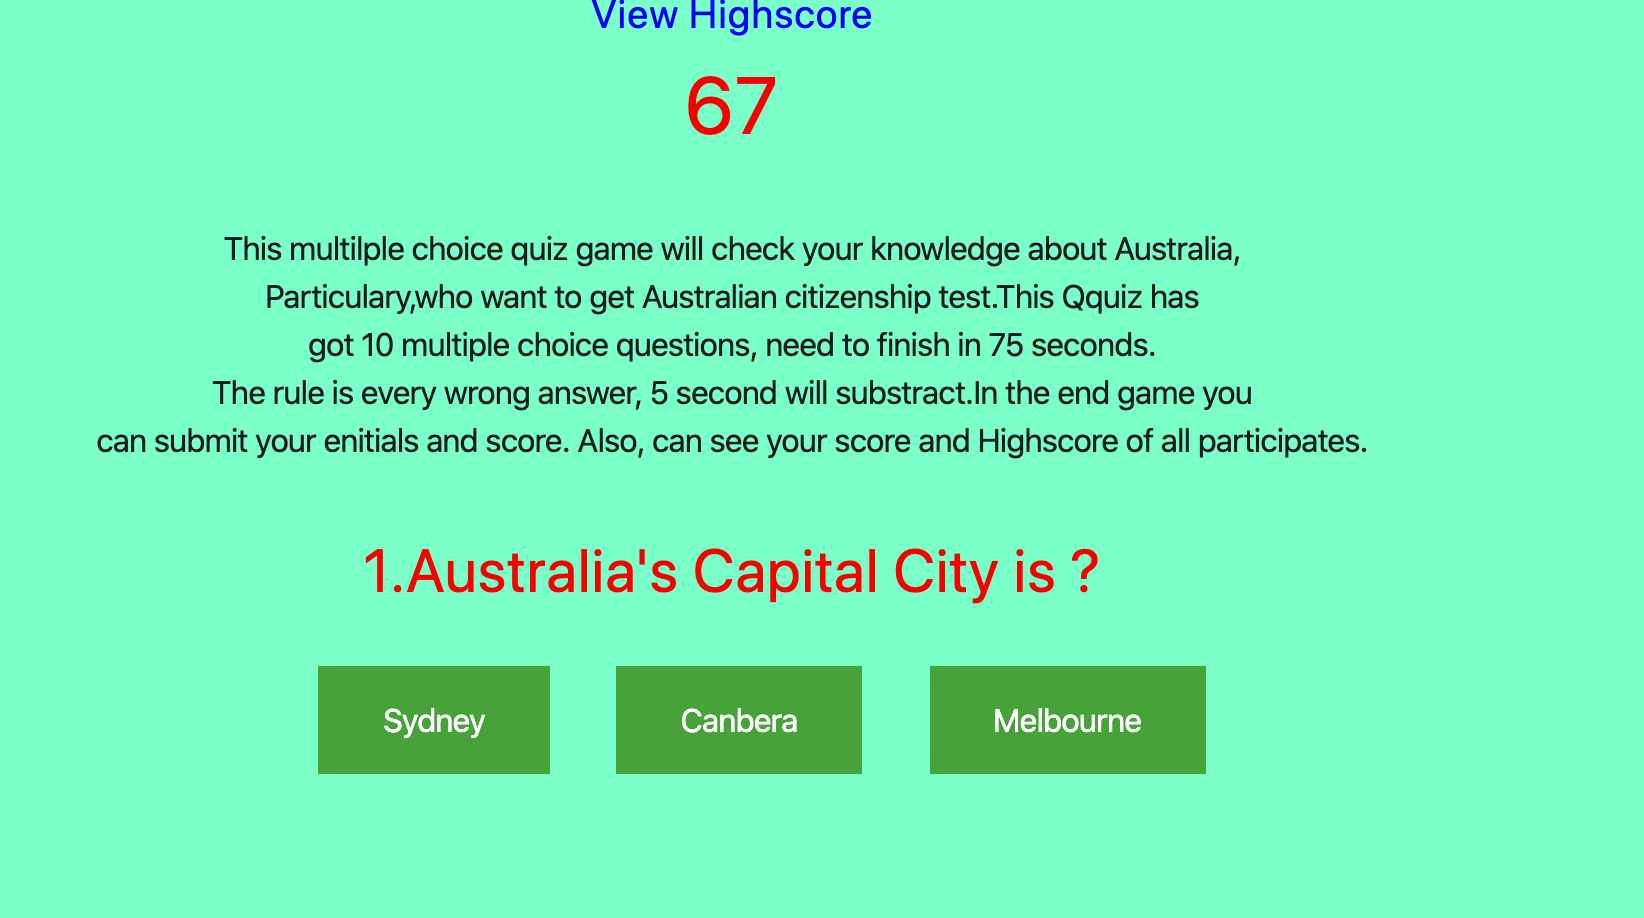 View Highscore
67
This multilple choice quiz game will check your knowledge about Australia,
Particulary,who want to get Australian citizenship test.This Qquiz has
got 10 multiple choice questions, need to finish in 75 seconds.
The rule is every wrong answer, 5 second will substract.In the end game you
can submit your enitials and score. Also, can see your score and Highscore of all participates.
1.Australia's Capital City is ?
Sydney Canbera Melbourne